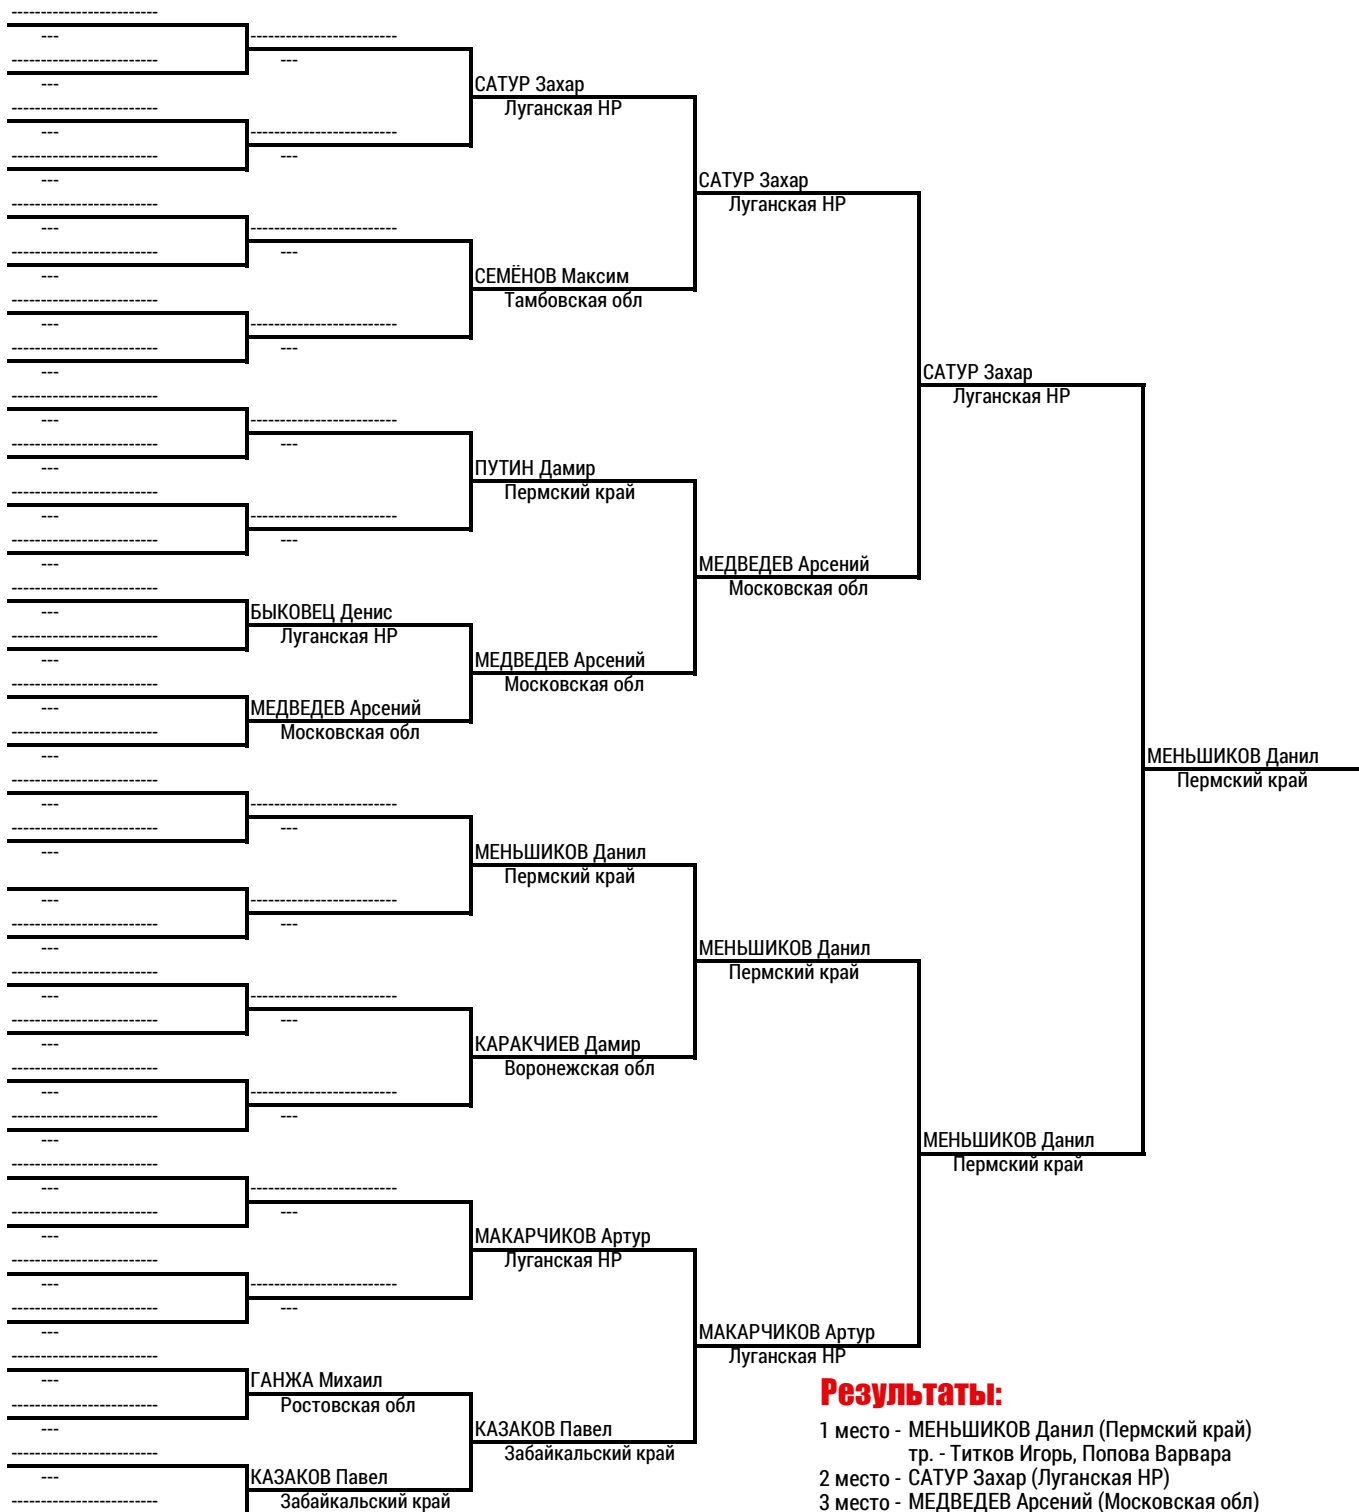 САТУР Захар
Луганская НР
СЕМЁНОВ Максим
Тамбовская обл
ПУТИН Дамир
Пермский край
БЫКОВЕЦ Денис
Луганская НР
МЕДВЕДЕВ Арсений
Московская обл
МЕДВЕДЕВ Арсений
Московская обл
МЕНЬШИКОВ Данил
Пермский край
КАРАКЧИЕВ Дамир
Воронежская обл
МАКАРЧИКОВ Артур
Луганская НР
ГАНЖА Михаил
Ростовская обл
КАЗАКОВ Павел
Забайкальский край
КАЗАКОВ Павел
Забайкальский край
САТУР Захар
Луганская НР
МЕДВЕДЕВ Арсений
Московская обл
МЕНЬШИКОВ Данил
Пермский край
МАКАРЧИКОВ Артур
Луганская НР
САТУР Захар
Луганская НР
МЕНЬШИКОВ Данил
Пермский край
МЕНЬШИКОВ Данил
Пермский край
Результаты:
1 место - МЕНЬШИКОВ Данил (Пермский край)
тр. - Титков Игорь, Попова Варвара
2 место - САТУР Захар (Луганская НР)
3 место - МЕДВЕДЕВ Арсений (Московская обл)